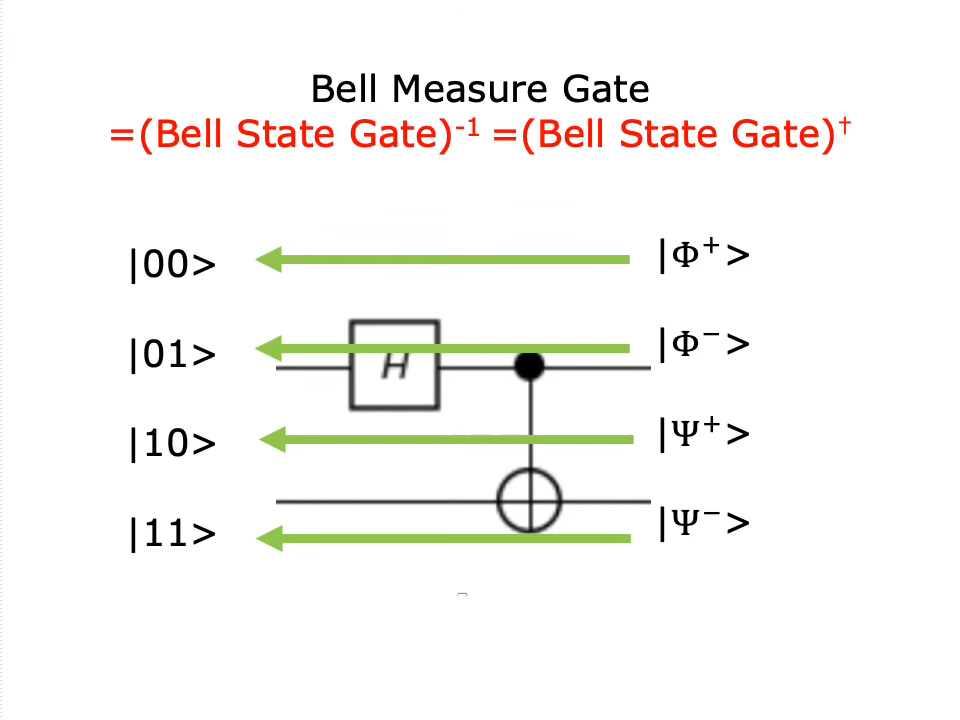 Bell Measure Gate
=(Bell State Gate)⁻¹ =(Bell State Gate)†
|00> |Φ⁺>
|01> |Φ⁻>
H
|10> |Ψ⁺>
|11> |Ψ⁻>